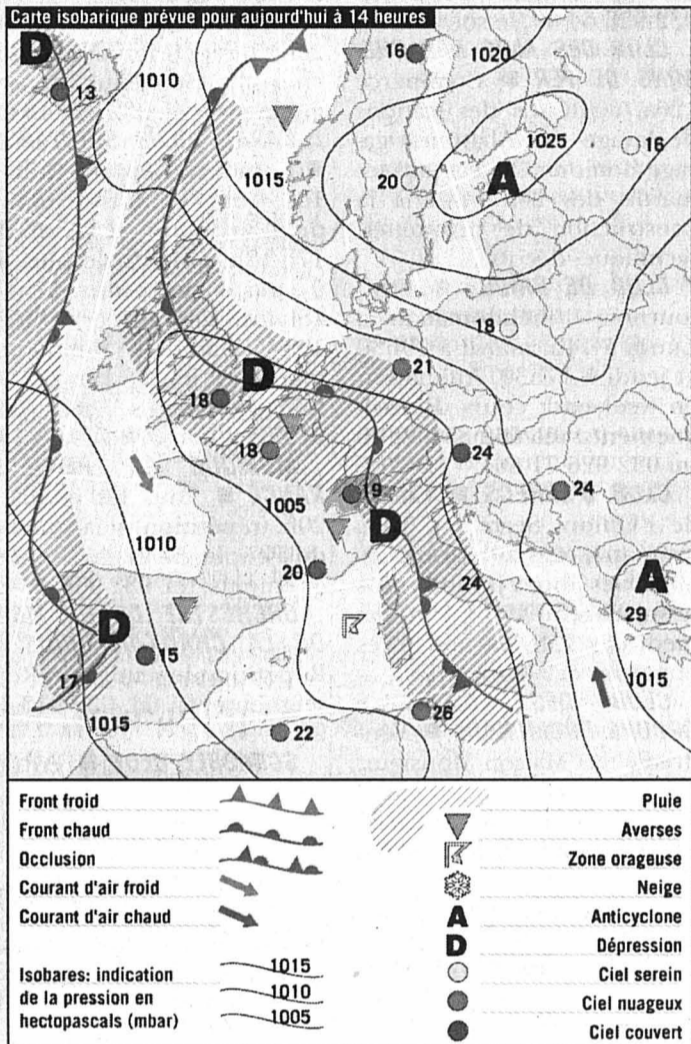 Carte isobarique prévue pour aujourd'hui à 14 heures
D
13
1010
16
1020
1015
1025
16
20
A
18
D
21
18
18
24
24
1005
9
1010
D
20
24
A
29
D
15
17
1015
26
22
1015
Front froid
Front chaud
Occlusion
Courant d'air froid
Courant d'air chaud
Isobares: indication 1015
de la pression en 1010
hectopascals (mbar) 1005
Pluie
Averses
Zone orageuse
Neige
A Anticyclone
D Dépression
Ciel serein
Ciel nuageux
Ciel couvert